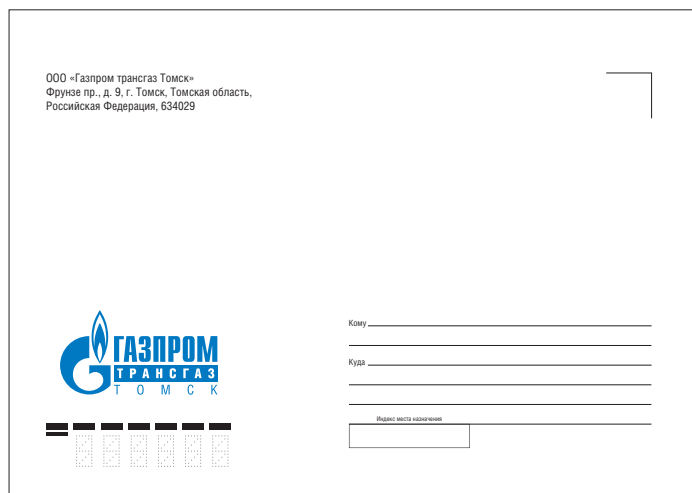 ООО «Газпром трансгаз Томск»
Фрунзе пр., д. 9, г. Томск, Томская область,
Российская Федерация, 634029
ГАЗПРОМ
ТРАНСГАЗ
ТОМСК
Кому
Куда
Индекс места назначения